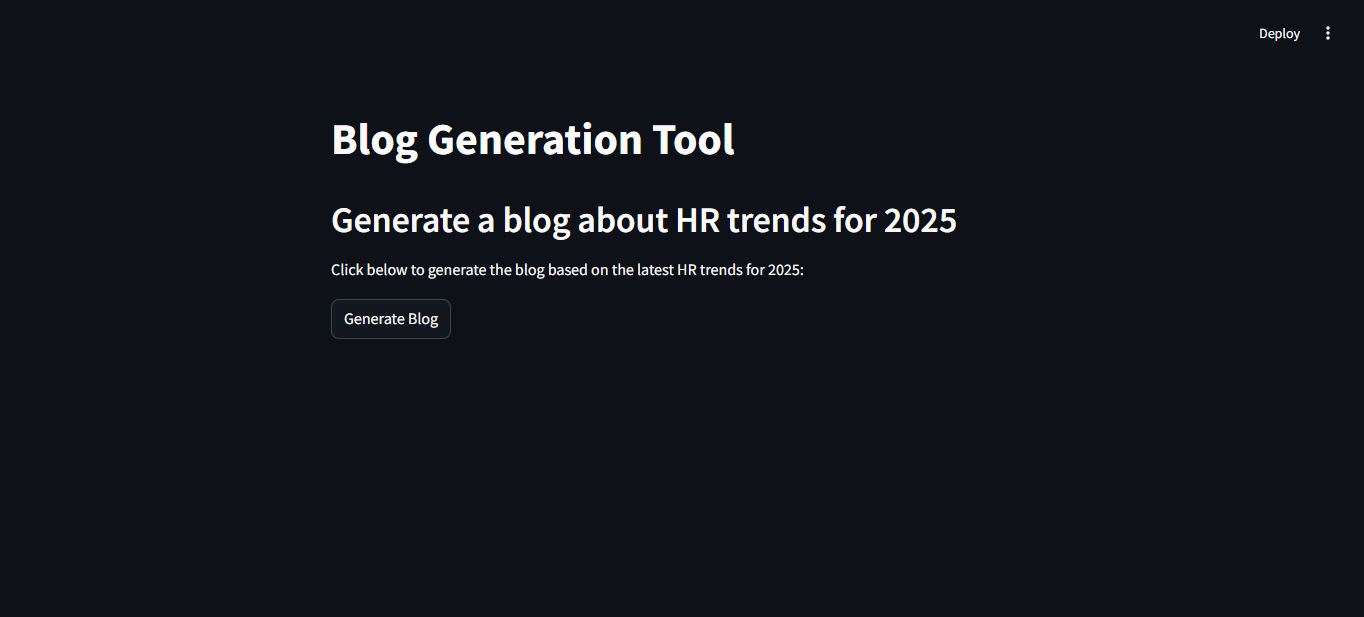 Deploy
Blog Generation Tool
Generate a blog about HR trends for 2025
Click below to generate the blog based on the latest HR trends for 2025:
Generate Blog